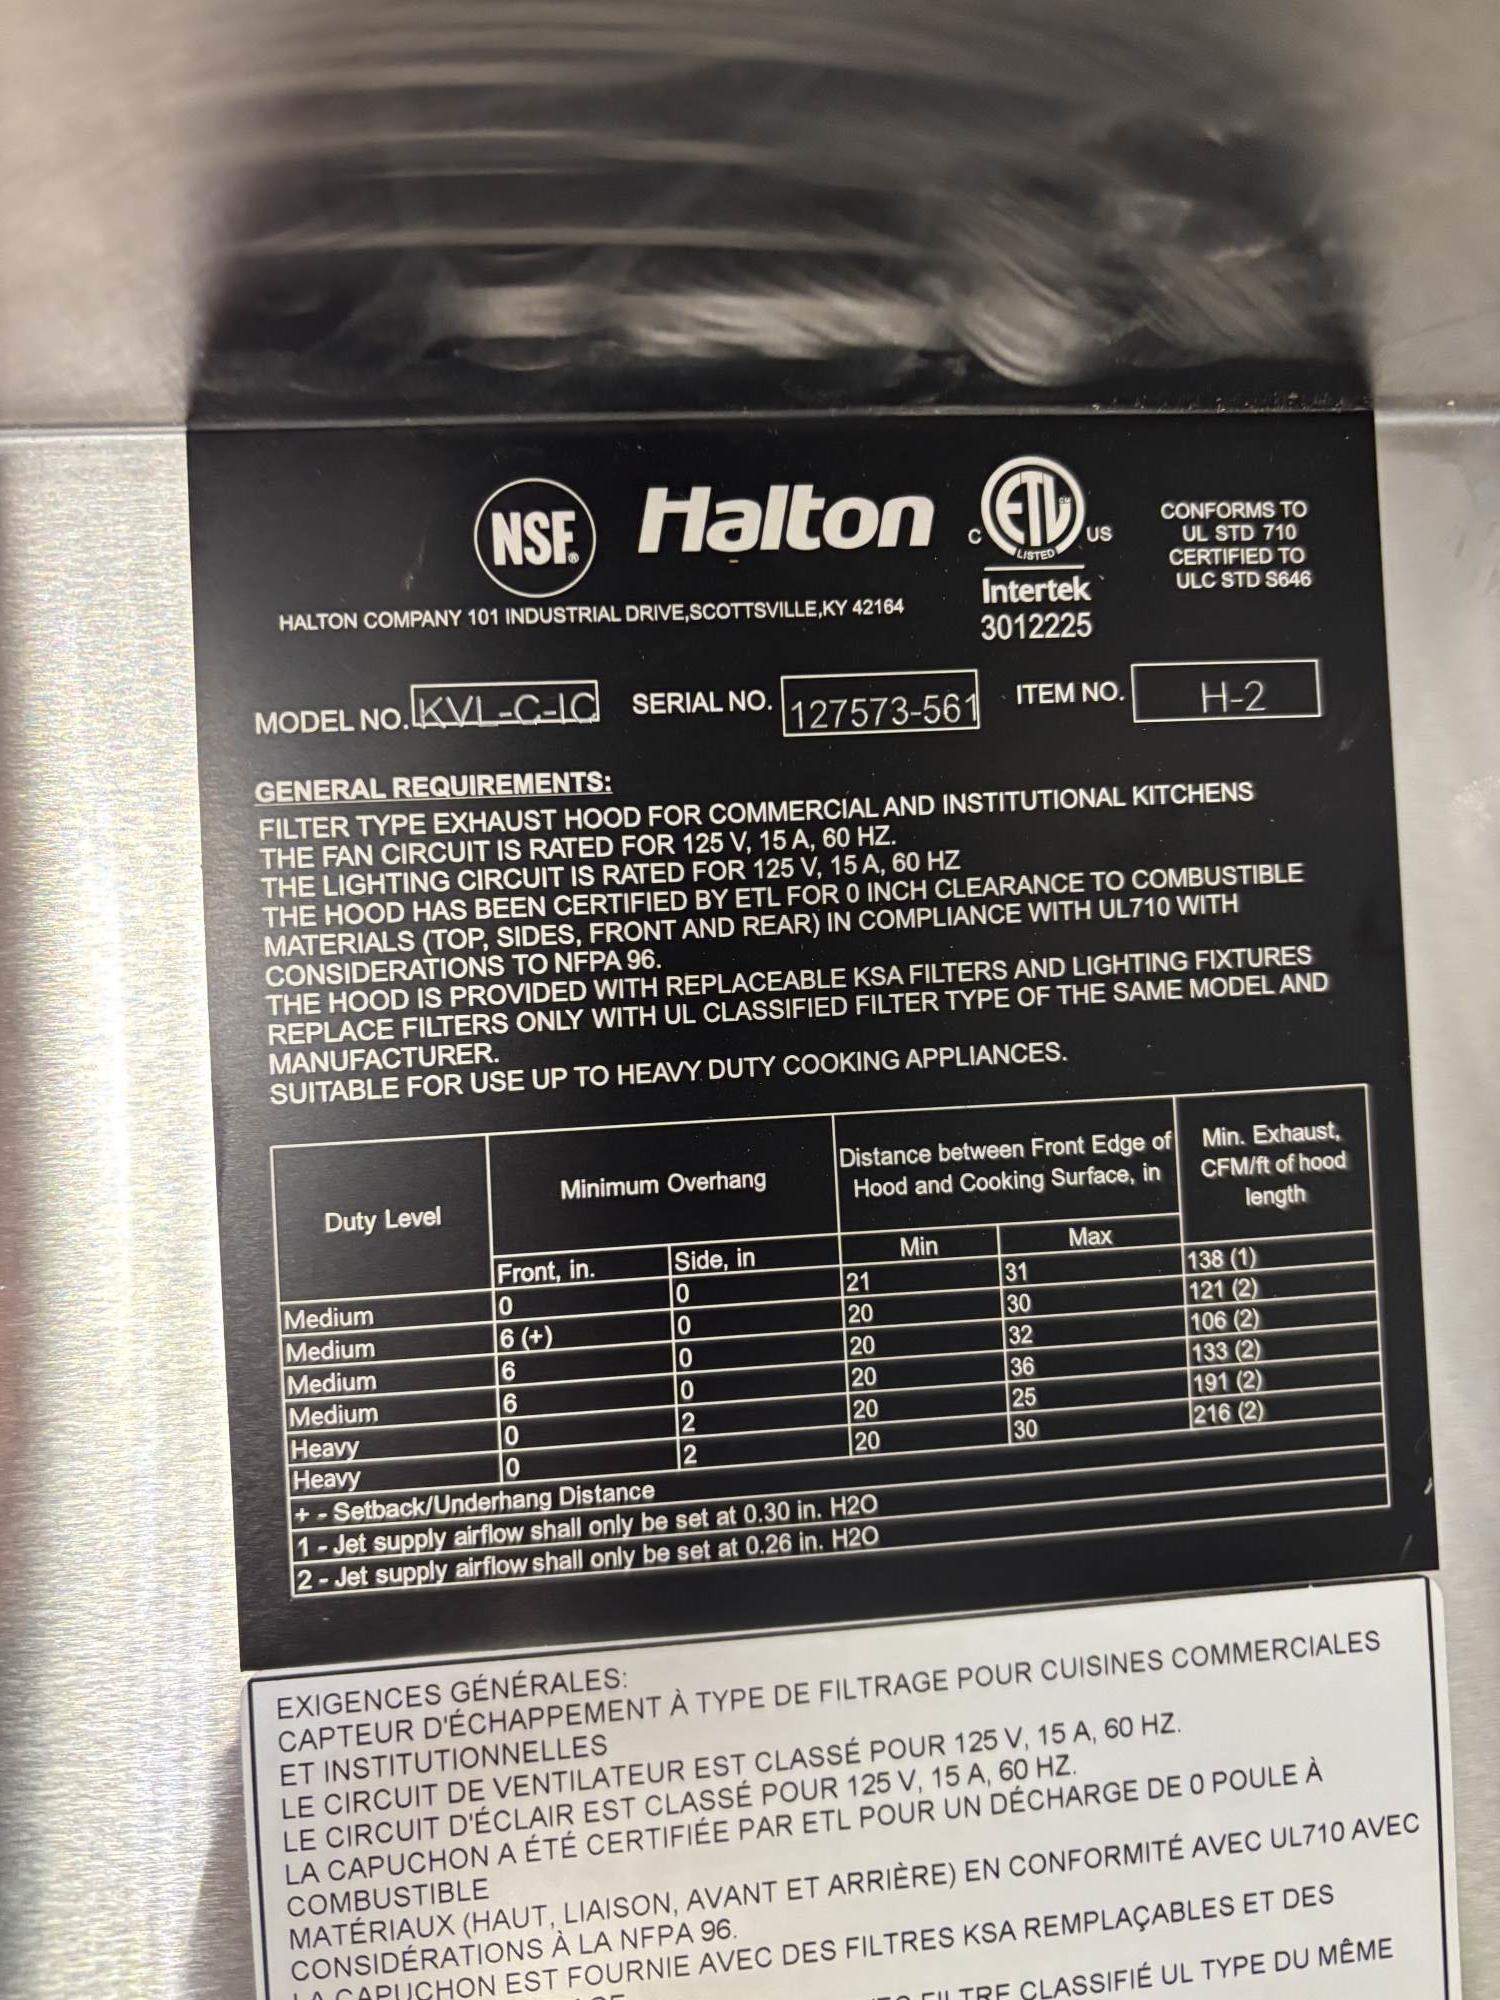 NSF®
Halton
C ETL CM US
LISTED
Intertek
3012225
CONFORMS TO
UL STD 710
CERTIFIED TO
ULC STD S646
HALTON COMPANY 101 INDUSTRIAL DRIVE,SCOTTSVILLE,KY 42164
MODEL NO. KVL-C-IC SERIAL NO. 127573-561 ITEM NO. H-2
GENERAL REQUIREMENTS:
FILTER TYPE EXHAUST HOOD FOR COMMERCIAL AND INSTITUTIONAL KITCHENS
THE FAN CIRCUIT IS RATED FOR 125 V, 15 A, 60 HZ.
THE LIGHTING CIRCUIT IS RATED FOR 125 V, 15 A, 60 HZ
THE HOOD HAS BEEN CERTIFIED BY ETL FOR 0 INCH CLEARANCE TO COMBUSTIBLE
MATERIALS (TOP, SIDES, FRONT AND REAR) IN COMPLIANCE WITH UL710 WITH
CONSIDERATIONS TO NFPA 96.
THE HOOD IS PROVIDED WITH REPLACEABLE KSA FILTERS AND LIGHTING FIXTURES
REPLACE FILTERS ONLY WITH UL CLASSIFIED FILTER TYPE OF THE SAME MODEL AND
MANUFACTURER.
SUITABLE FOR USE UP TO HEAVY DUTY COOKING APPLIANCES.
Duty Level
Minimum Overhang
Distance between Front Edge of
Hood and Cooking Surface, in
Min. Exhaust,
CFM/ft of hood
length
Front, in. Side, in Min Max
Medium 0 0 21 31 138 (1)
Medium 6 (+) 0 20 30 121 (2)
Medium 6 0 20 32 106 (2)
Medium 6 0 20 36 133 (2)
Heavy 0 2 20 25 191 (2)
Heavy 0 2 20 30 216 (2)
+ - Setback/Underhang Distance
1 - Jet supply airflow shall only be set at 0.30 in. H2O
2 - Jet supply airflow shall only be set at 0.26 in. H2O
EXIGENCES GÉNÉRALES:
CAPTEUR D'ÉCHAPPEMENT À TYPE DE FILTRAGE POUR CUISINES COMMERCIALES
ET INSTITUTIONNELLES
LE CIRCUIT DE VENTILATEUR EST CLASSÉ POUR 125 V, 15 A, 60 HZ.
LE CIRCUIT D'ÉCLAIR EST CLASSÉ POUR 125 V, 15 A, 60 HZ.
LA CAPUCHON A ÉTÉ CERTIFIÉE PAR ETL POUR UN DÉCHARGE DE 0 POULE À
COMBUSTIBLE
MATÉRIAUX (HAUT, LIAISON, AVANT ET ARRIÈRE) EN CONFORMITÉ AVEC UL710 AVEC
CONSIDÉRATIONS À LA NFPA 96.
LA CAPUCHON EST FOURNIE AVEC DES FILTRES KSA REMPLAÇABLES ET DES
FILTRE CLASSIFIÉ UL TYPE DU MÊME